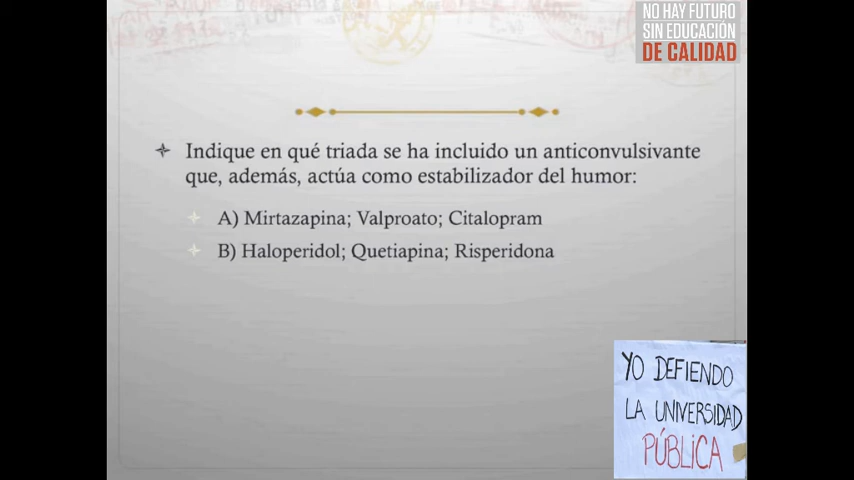 NO HAY FUTURO
SIN EDUCACIÓN
DE CALIDAD
Indique en qué triada se ha incluido un anticonvulsivante
que, además, actúa como estabilizador del humor:
A) Mirtazapina; Valproato; Citalopram
B) Haloperidol; Quetiapina; Risperidona
YO DEFIENDO
LA UNIVERSIDAD
PÚBLICA